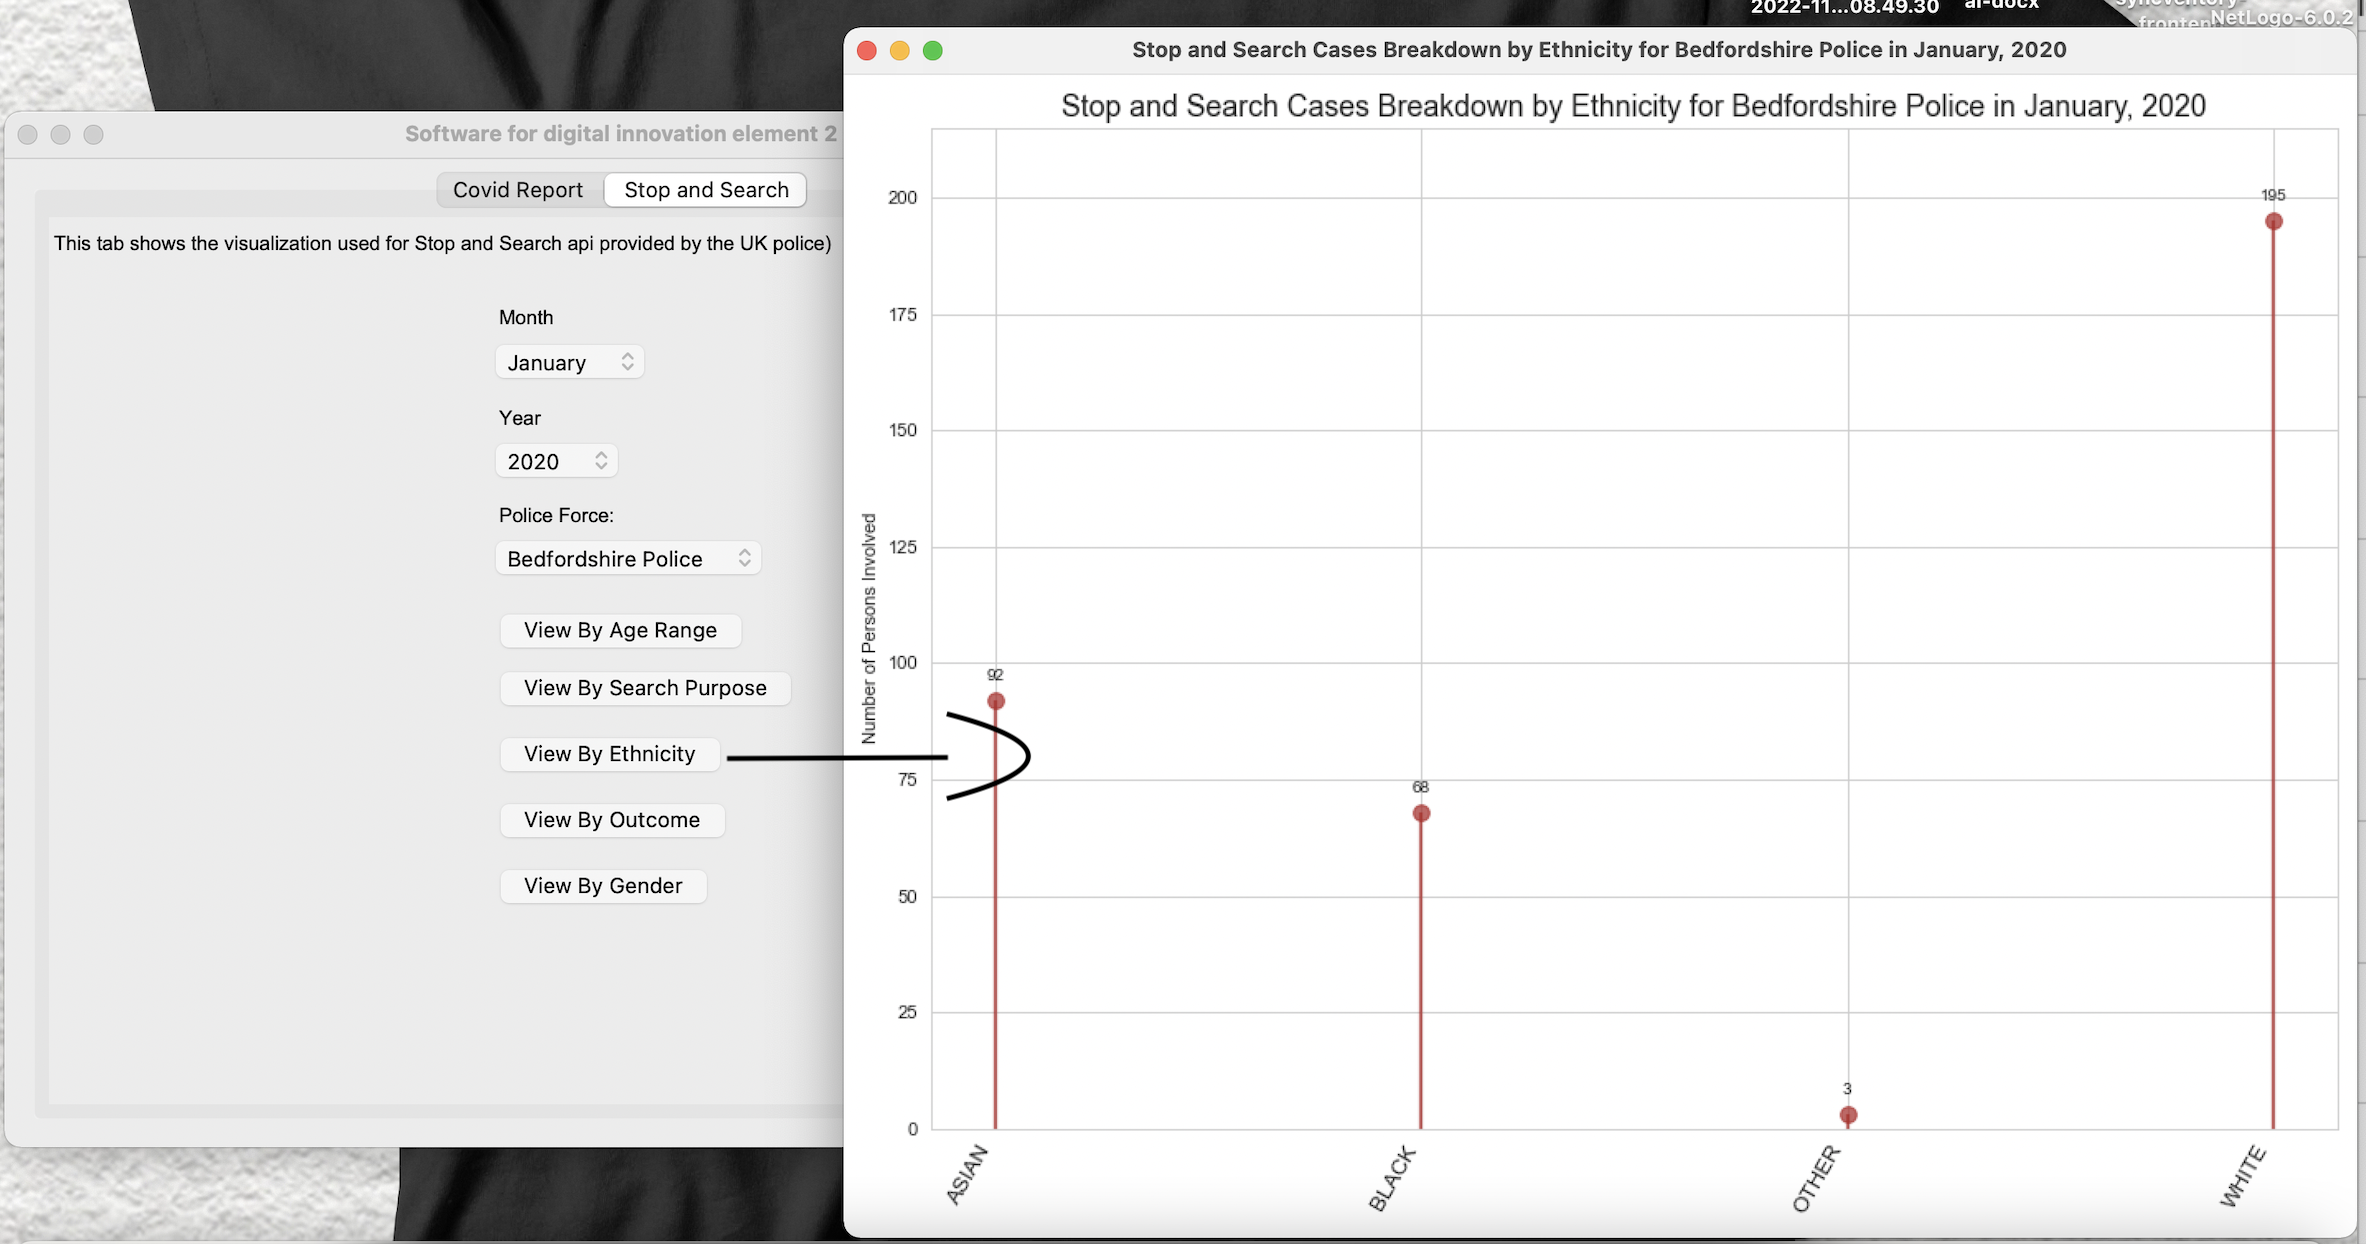 2022-11...08.49.30
ai-docx
NetLogo-6.0.2
Software for digital innovation element 2
Covid Report
Stop and Search
This tab shows the visualization used for Stop and Search api provided by the UK police)
Month
January
Year
2020
Police Force:
Bedfordshire Police
View By Age Range
View By Search Purpose
View By Ethnicity
View By Outcome
View By Gender
Stop and Search Cases Breakdown by Ethnicity for Bedfordshire Police in January, 2020
Stop and Search Cases Breakdown by Ethnicity for Bedfordshire Police in January, 2020
Number of Persons Involved
200
175
150
125
100
75
50
25
0
92
68
3
195
ASIAN
BLACK
OTHER
WHITE